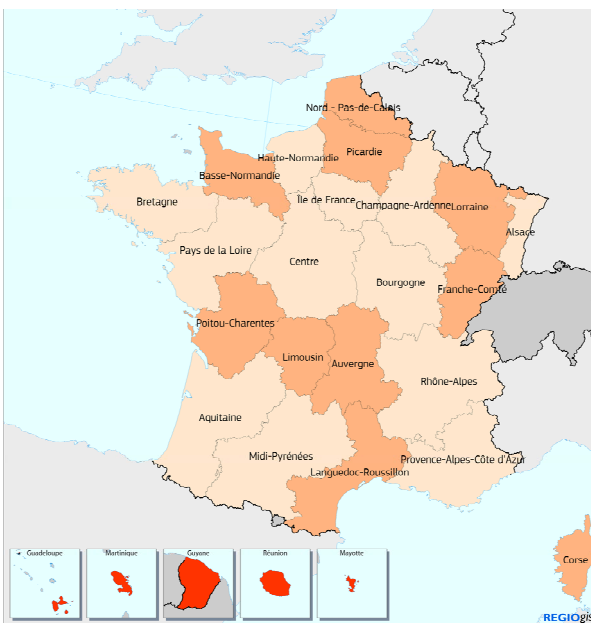 Nord - Pas-de-Calais
Picardie
Haute-Normandie
Basse-Normandie
Île de France
Champagne-Ardenne
Lorraine
Bretagne
Alsace
Pays de la Loire
Centre
Bourgogne
Franche-Comté
Poitou-Charentes
Limousin
Auvergne
Rhône-Alpes
Aquitaine
Midi-Pyrénées
Languedoc-Roussillon
Provence-Alpes-Côte d'Azur
Guadeloupe
Martinique
Guyane
Réunion
Mayotte
Corse
REGIOgis